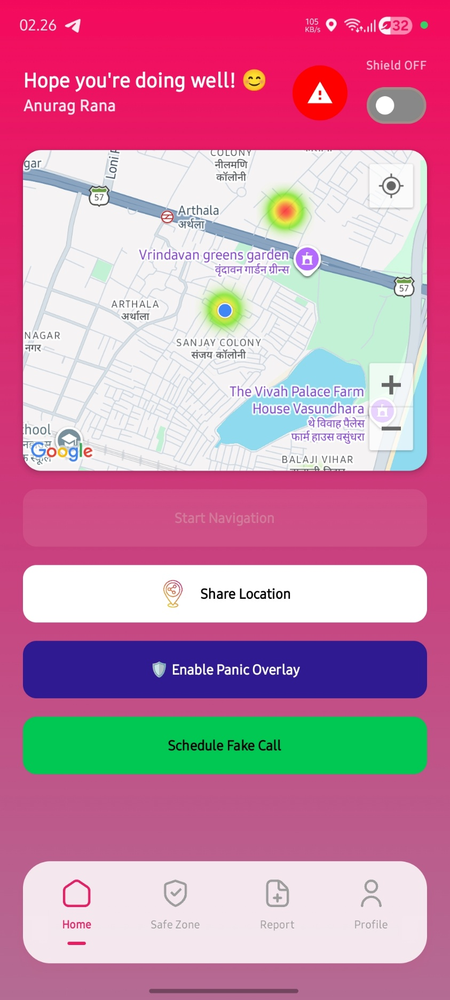 02.26
105
KB/s
32
Shield OFF
Hope you're doing well! 😊
Anurag Rana
COLONY
नीलमणि
कॉलोनी
gar
Loni
57
Arthala
अर्थला
Vrindavan greens garden
वृंदावन गार्डन ग्रीन्स
57
ARTHALA
अर्थाला
NAGAR
नगर
SANJAY COLONY
संजय कॉलोनी
The Vivah Palace Farm
House Vasundhara
थे विवाह पैलेस
फार्म हाउस वसुंधरा
hool
Google
BALAJI VIHAR
Start Navigation
Share Location
Enable Panic Overlay
Schedule Fake Call
Home
Safe Zone
Report
Profile